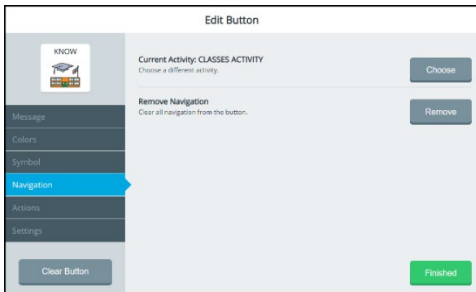 Edit Button
KNOW
Message
Colors
Symbol
Navigation
Actions
Settings
Clear Button
Current Activity: CLASSES ACTIVITY
Choose a different activity.
Choose
Remove Navigation
Clear all navigation from the button.
Remove
Finished